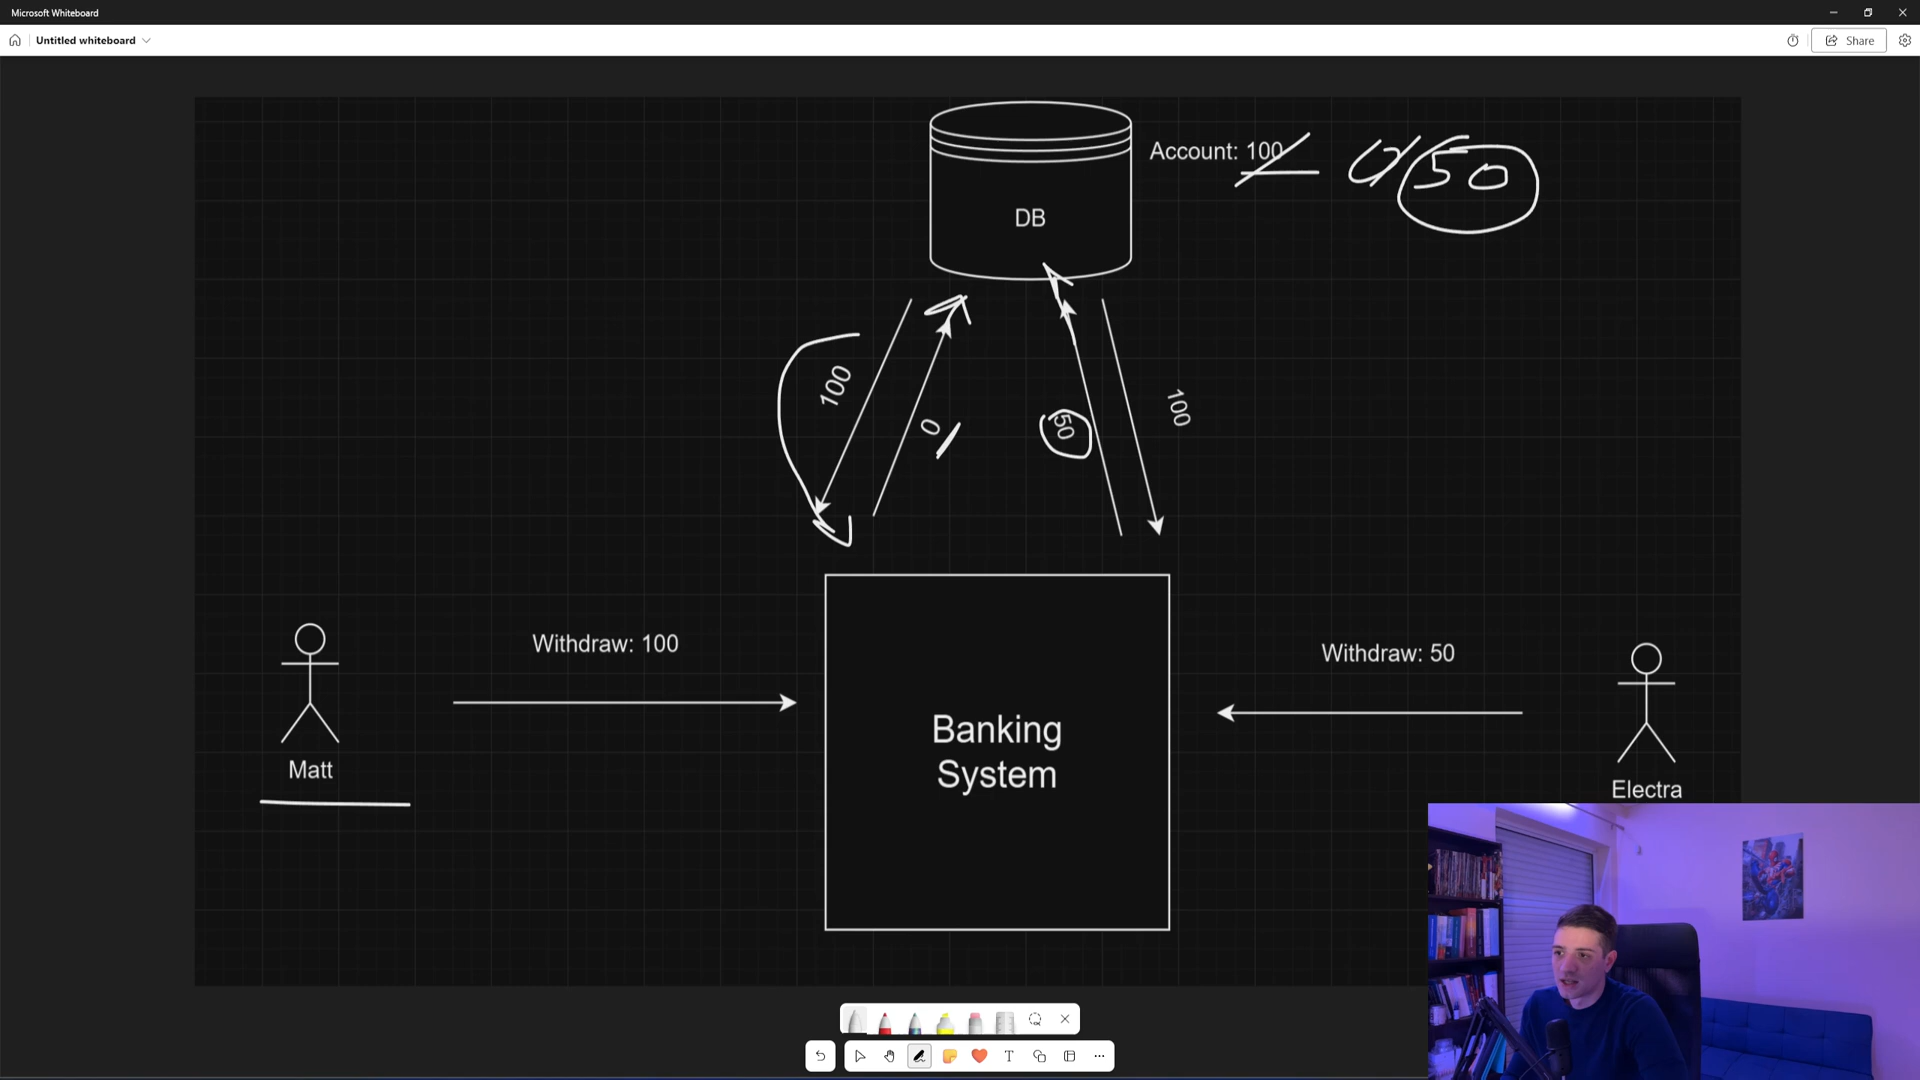 Microsoft Whiteboard
Untitled whiteboard
Share
Account: 100
0
50
DB
100
0
50
100
Withdraw: 100
Withdraw: 50
Banking
System
Matt
Electra
T